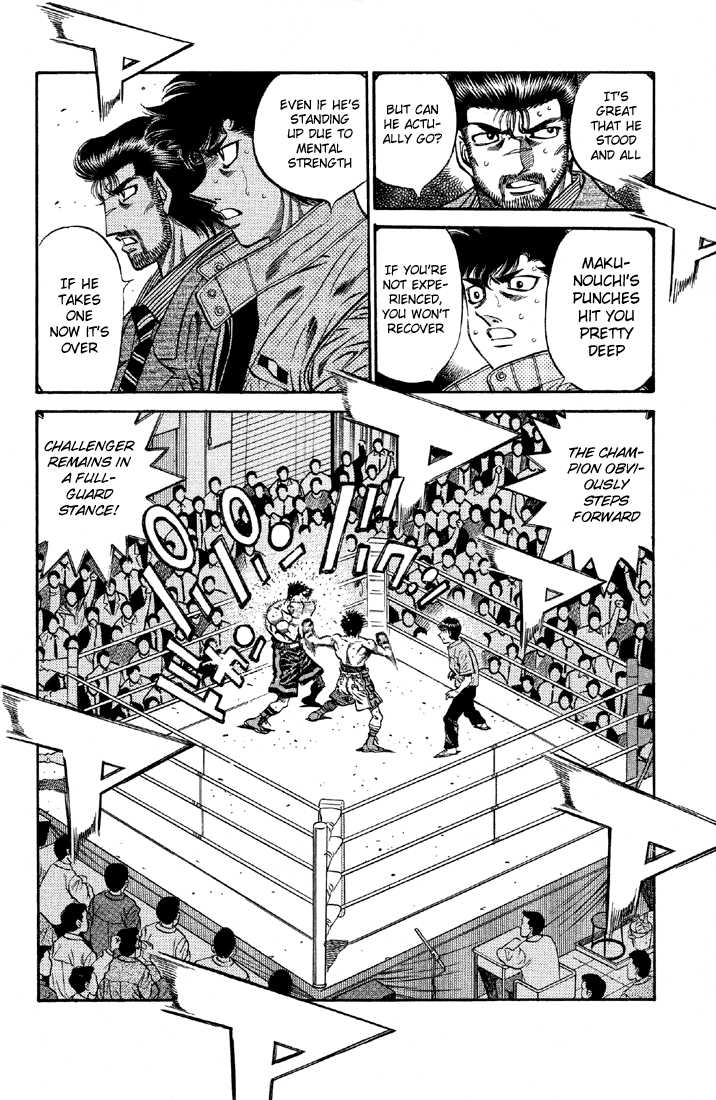 IT'S
GREAT
THAT HE
STOOD
AND ALL
BUT CAN
HE ACTU-
ALLY GO?
MAKU-
NOUCHI'S
PUNCHES
HIT YOU
PRETTY
DEEP
IF YOU'RE
NOT EXPE-
RIENCED,
YOU WON'T
RECOVER
EVEN IF HE'S
STANDING
UP DUE TO
MENTAL
STRENGTH
IF HE
TAKES
ONE
NOW IT'S
OVER
THE CHAM-
PION OBVI-
OUSLY
STEPS
FORWARD
CHALLENGER
REMAINS IN
A FULL-
GUARD
STANCE!